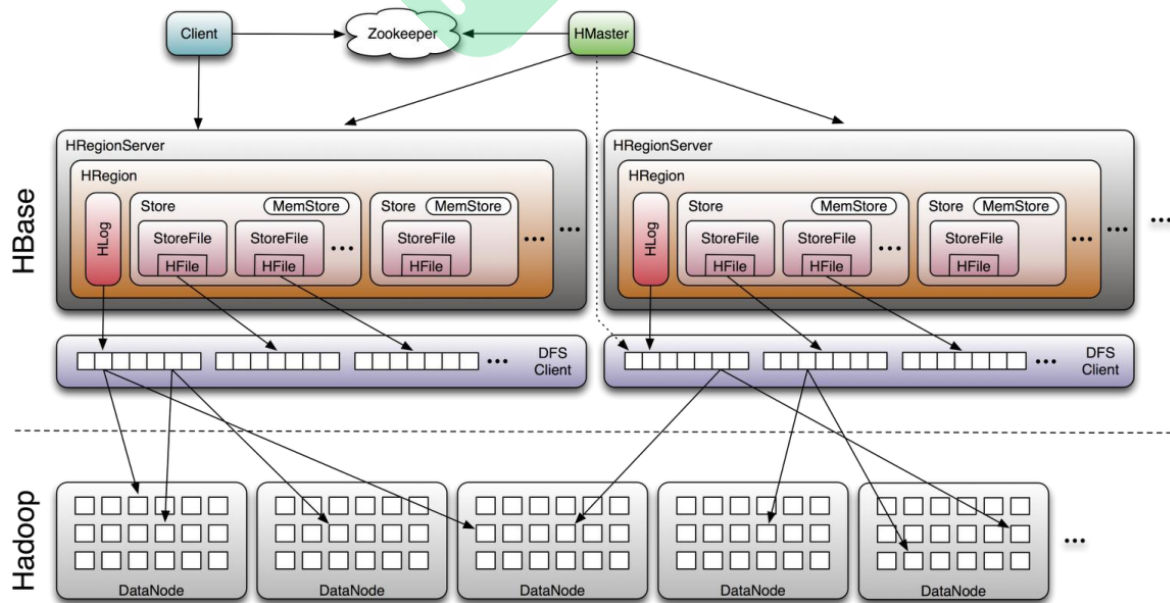 Client
Zookeeper
HMaster
HBase
HRegionServer
HRegion
HLog
Store
MemStore
StoreFile
HFile
StoreFile
HFile
...
Store
MemStore
StoreFile
HFile
...
...
HRegionServer
HRegion
HLog
Store
MemStore
StoreFile
HFile
StoreFile
HFile
...
Store
MemStore
StoreFile
HFile
...
...
...
...
DFS
Client
...
DFS
Client
Hadoop
DataNode
DataNode
DataNode
DataNode
DataNode
...